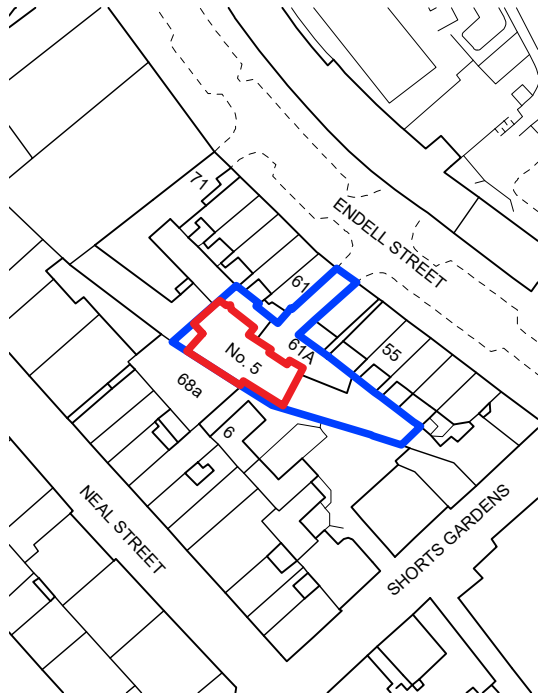 71
ENDELL STREET
61
61A
55
No. 5
68a
6
NEAL STREET
SHORTS GARDENS